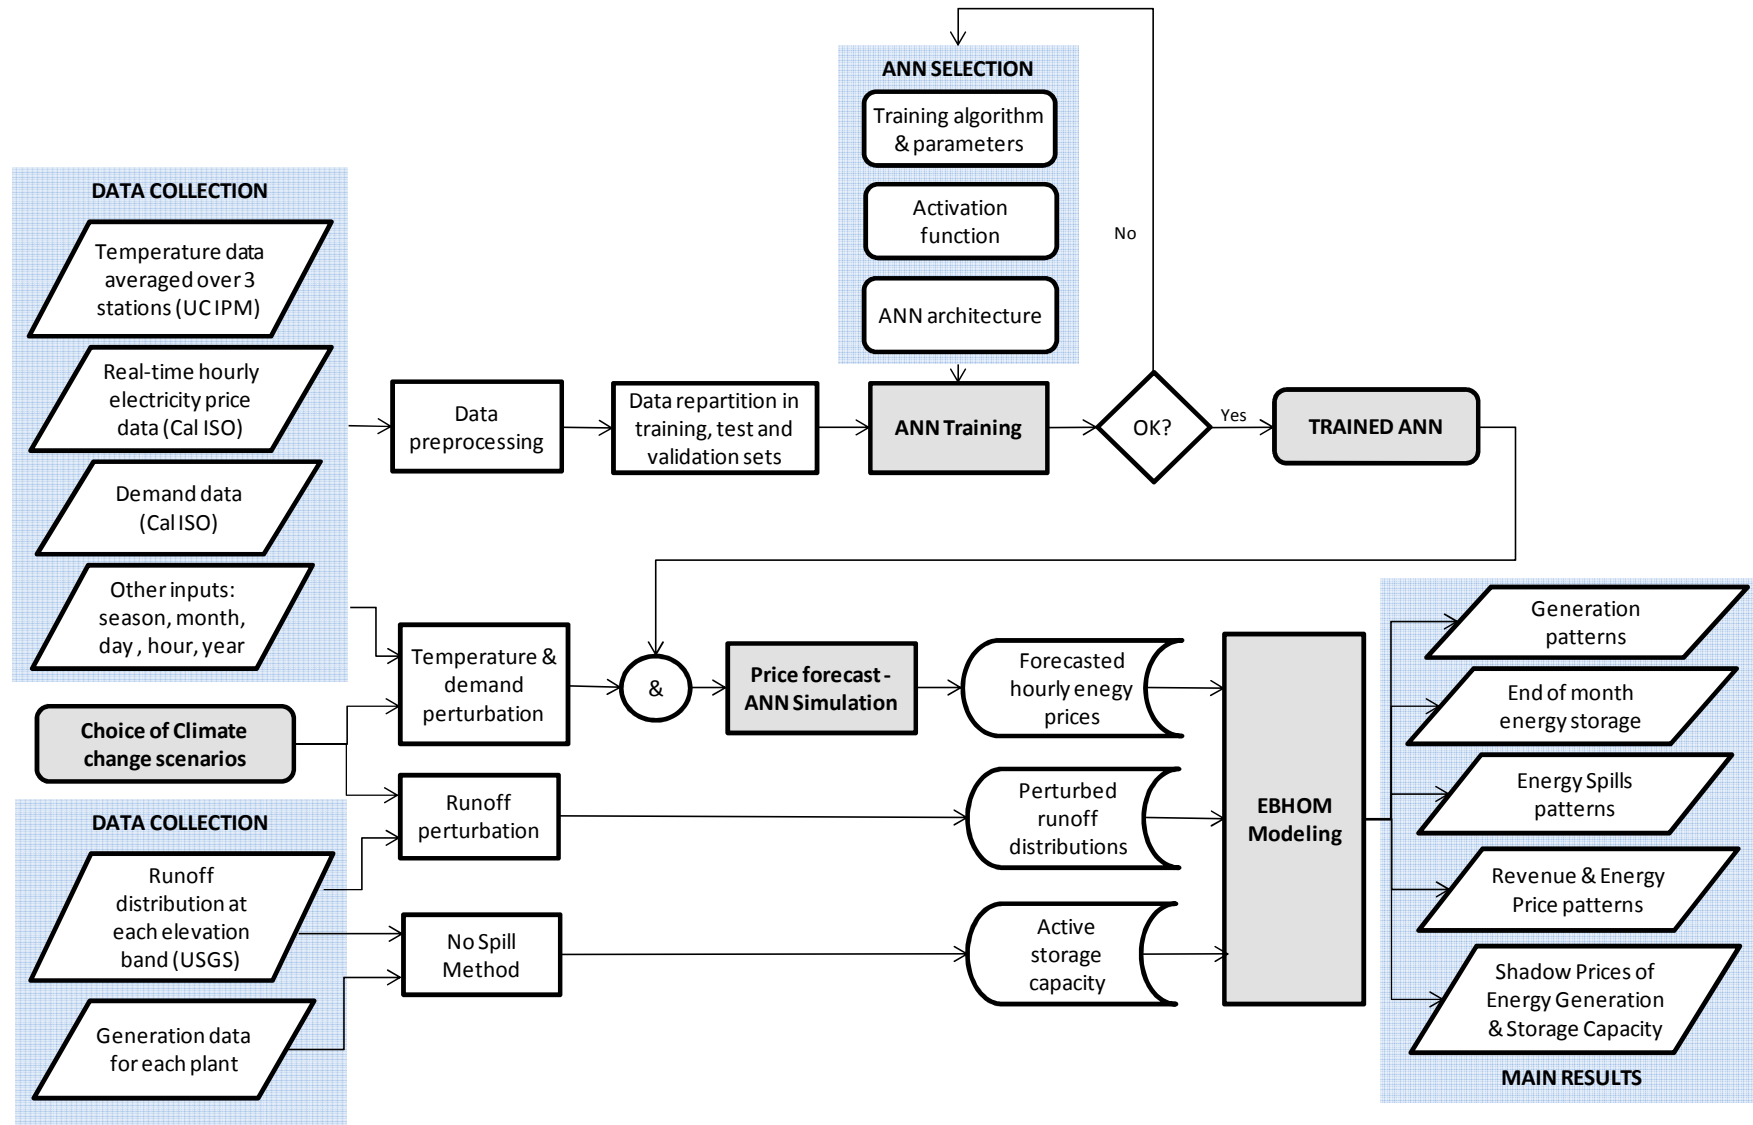 ANN SELECTION
Training algorithm
& parameters
Activation
function
ANN architecture
No
DATA COLLECTION
Temperature data
averaged over 3
stations (UC IPM)
Real-time hourly
electricity price
data (Cal ISO)
Demand data
(Cal ISO)
Other inputs:
season, month,
day , hour, year
Data
preprocessing
Data repartition in
training, test and
validation sets
ANN Training
OK?
Yes
TRAINED ANN
Choice of Climate
change scenarios
Temperature &
demand
perturbation
&
Price forecast -
ANN Simulation
Forecasted
hourly enegy
prices
Runoff
perturbation
Perturbed
runoff
distributions
DATA COLLECTION
Runoff
distribution at
each elevation
band (USGS)
Generation data
for each plant
No Spill
Method
Active
storage
capacity
EBHOM
Modeling
Generation
patterns
End of month
energy storage
Energy Spills
patterns
Revenue & Energy
Price patterns
Shadow Prices of
Energy Generation
& Storage Capacity
MAIN RESULTS